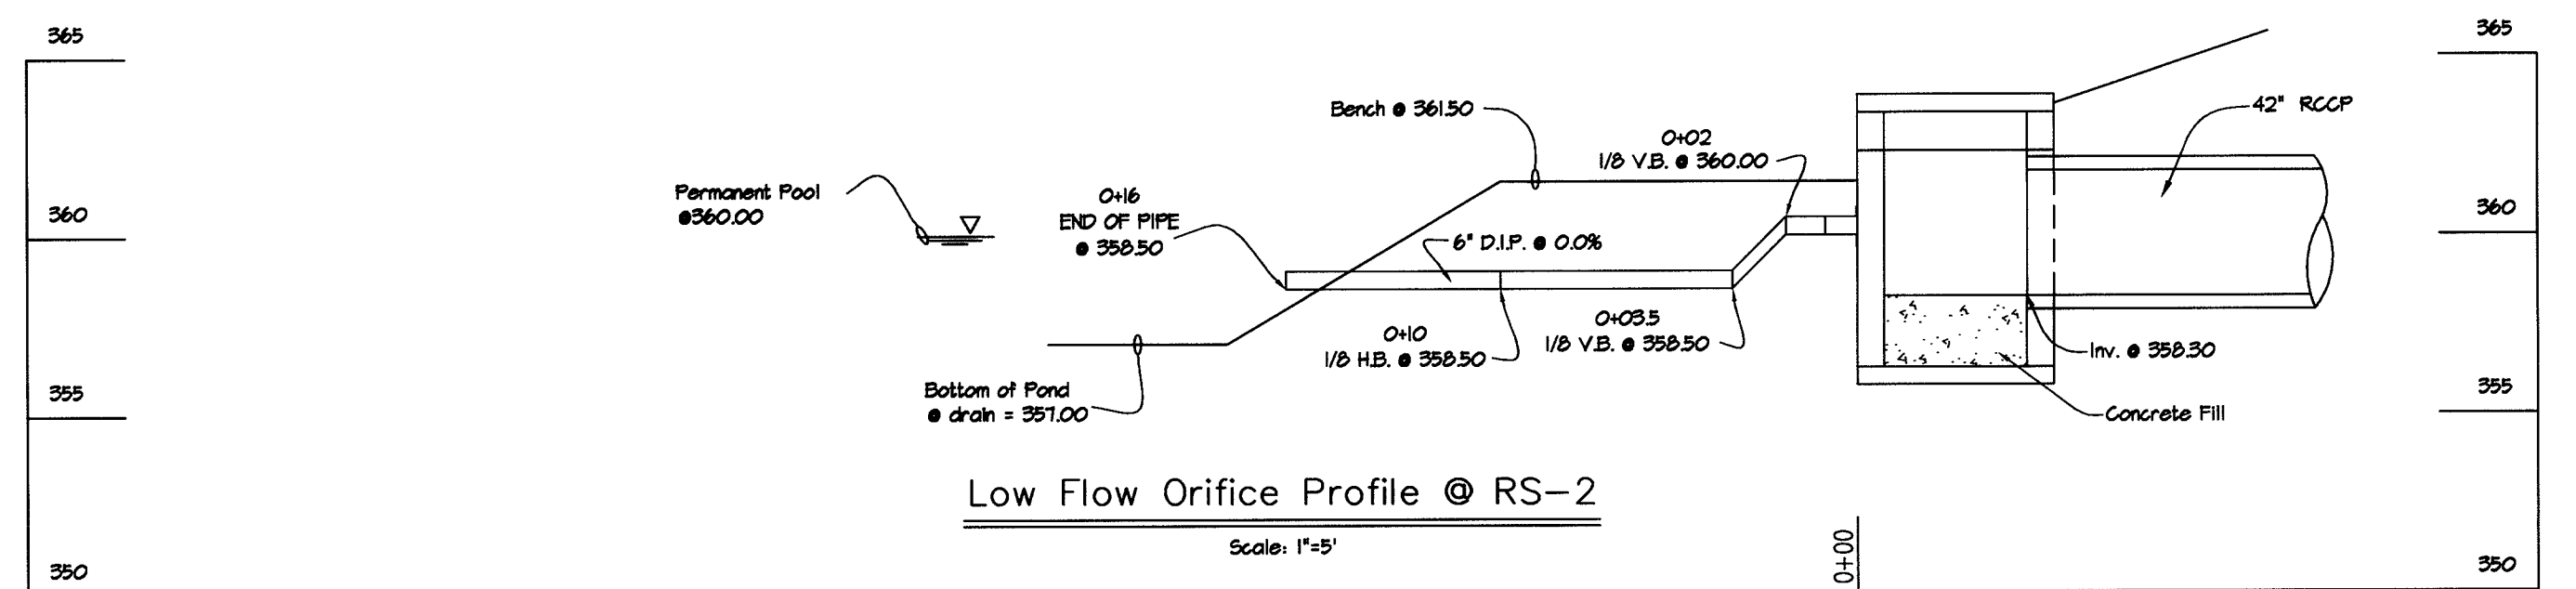 365
365
Bench @ 361.50
42" RCCP
0+02
1/8 V.B. @ 360.00
Permanent Pool
@360.00
0+16
END OF PIPE
@ 358.50
360
360
6" D.I.P. @ 0.0%
0+10
1/8 H.B. @ 358.50
0+03.5
1/8 V.B. @ 358.50
Inv. @ 358.30
355
355
Bottom of Pond
@ drain = 357.00
Concrete Fill
Low Flow Orifice Profile @ RS-2
Scale: 1"=5'
0+00
350
350